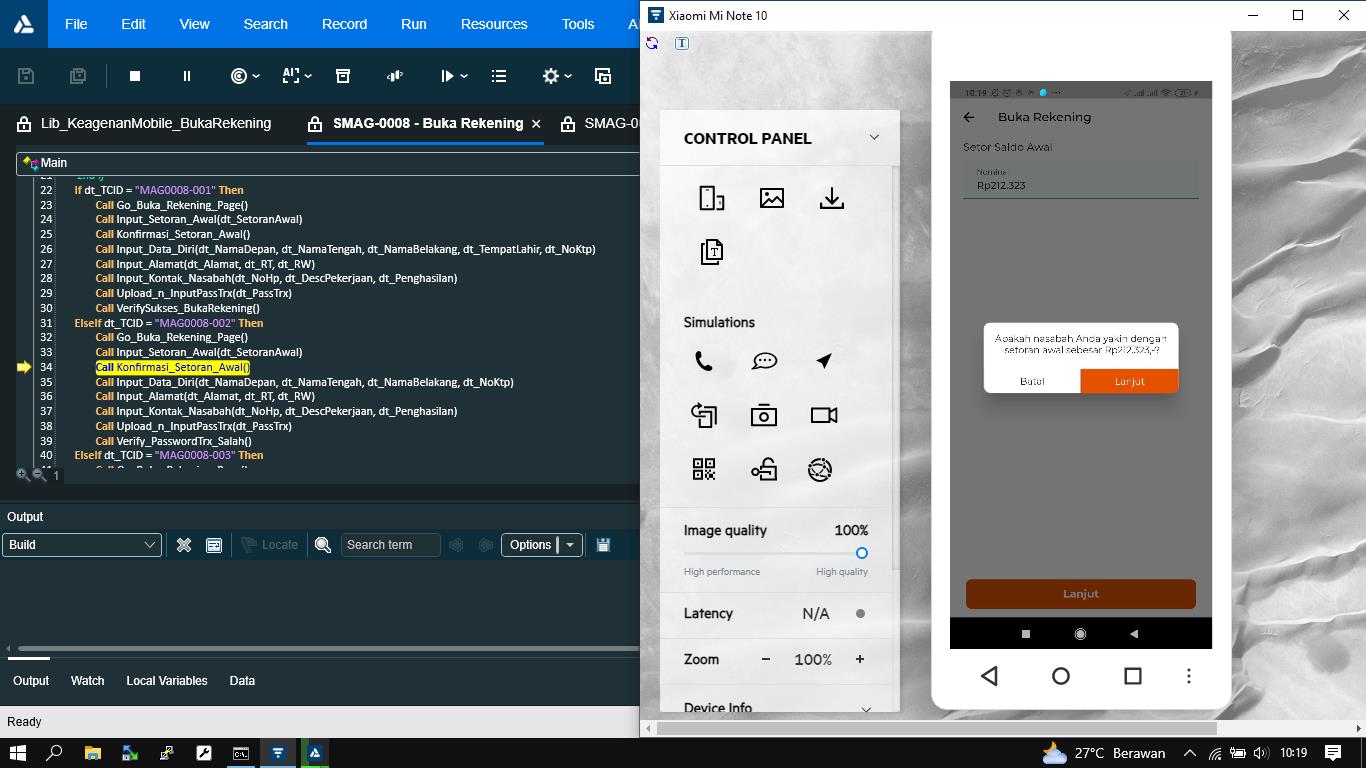 File Edit View Search Record Run Resources Tools
Lib_KeagenanMobile_BukaRekening
SMAG-0008 - Buka Rekening
Main
22 If dt_TCID = "MAG0008-001" Then
23 Call Go_Buka_Rekening_Page()
24 Call Input_Setoran_Awal(dt_SetoranAwal)
25 Call Konfirmasi_Setoran_Awal()
26 Call Input_Data_Diri(dt_NamaDepan, dt_NamaTengah, dt_NamaBelakang, dt_TempatLahir, dt_NoKtp)
27 Call Input_Alamat(dt_Alamat, dt_RT, dt_RW)
28 Call Input_Kontak_Nasabah(dt_NoHp, dt_DescPekerjaan, dt_Penghasilan)
29 Call Upload_n_InputPassTrx(dt_PassTrx)
30 Call VerifySukses_BukaRekening()
31 ElseIf dt_TCID = "MAG0008-002" Then
32 Call Go_Buka_Rekening_Page()
33 Call Input_Setoran_Awal(dt_SetoranAwal)
34 Call Konfirmasi_Setoran_Awal()
35 Call Input_Data_Diri(dt_NamaDepan, dt_NamaTengah, dt_NamaBelakang, dt_NoKtp)
36 Call Input_Alamat(dt_Alamat, dt_RT, dt_RW)
37 Call Input_Kontak_Nasabah(dt_NoHp, dt_DescPekerjaan, dt_Penghasilan)
38 Call Upload_n_InputPassTrx(dt_PassTrx)
39 Call Verify_PasswordTrx_Salah()
40 ElseIf dt_TCID = "MAG0008-003" Then
1
Output
Build
Locate
Search term
Options
Output Watch Local Variables Data
Ready
Xiaomi Mi Note 10
CONTROL PANEL
Simulations
Image quality 100%
High performance High quality
Latency N/A
Zoom − 100% +
Device Info
10:19
21
Buka Rekening
Setor Saldo Awal
Nominal
Rp212.323
Apakah nasabah Anda yakin dengan
setoran awal sebesar Rp212.323,-?
Batal Lanjut
Lanjut
27°C Berawan
10:19